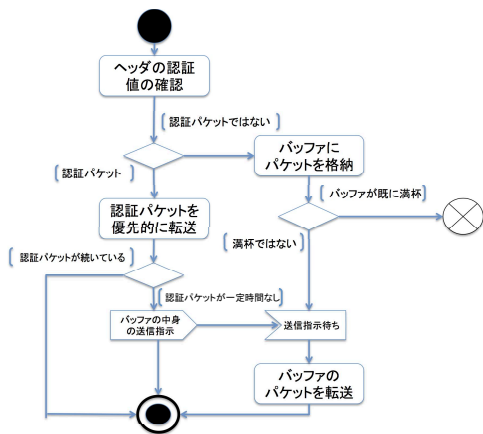 ヘッダの認証
値の確認
認証パケットではない
バッファに
パケットを格納
認証パケット
バッファが既に満杯
認証パケットを
優先的に転送
満杯ではない
認証パケットが続いている
認証パケットが一定時間なし
バッファの中身
の送信指示
送信指示待ち
バッファの
パケットを転送